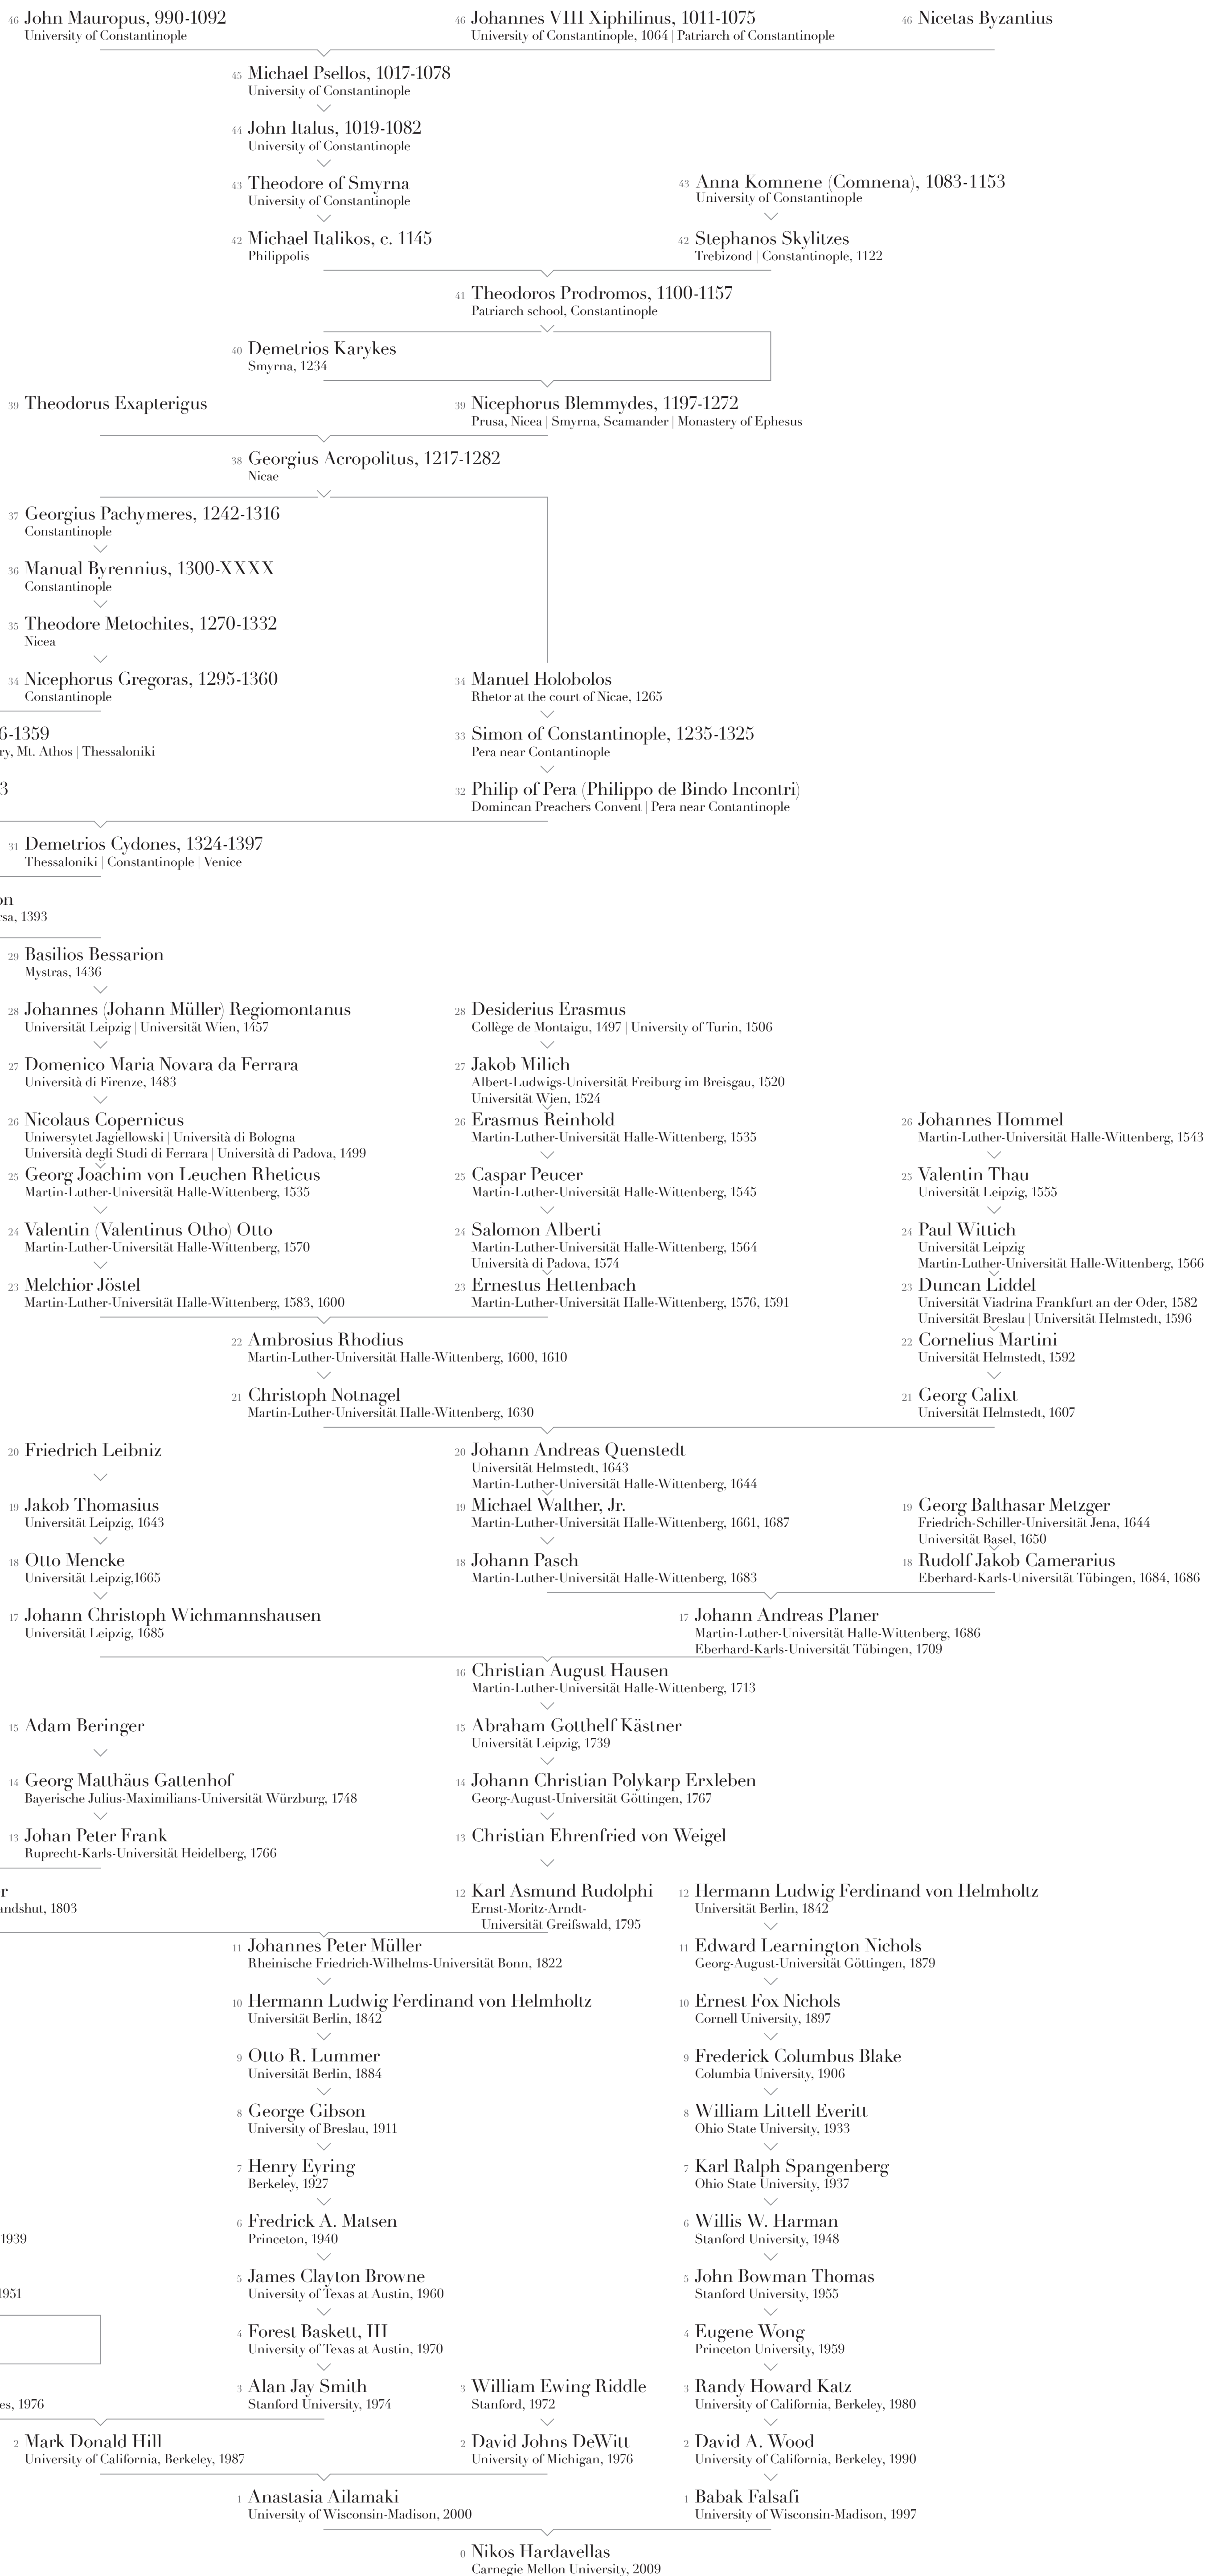 46 John Mauropus, 990-1092
University of Constantinople
46 Johannes VIII Xiphilinus, 1011-1075
University of Constantinople, 1064 | Patriarch of Constantinople
46 Nicetas Byzantius
45 Michael Psellos, 1017-1078
University of Constantinople
44 John Italus, 1019-1082
University of Constantinople
43 Theodore of Smyrna
University of Constantinople
43 Anna Komnene (Comnena), 1083-1153
University of Constantinople
42 Michael Italikos, c. 1145
Philippolis
42 Stephanos Skylitzes
Trebizond | Constantinople, 1122
41 Theodoros Prodromos, 1100-1157
Patriarch school, Constantinople
40 Demetrios Karykes
Smyrna, 1234
39 Theodorus Exapterigus
39 Nicephorus Blemmydes, 1197-1272
Prusa, Nicea | Smyrna, Scamander | Monastery of Ephesus
38 Georgius Acropolitus, 1217-1282
Nicae
37 Georgius Pachymeres, 1242-1316
Constantinople
36 Manual Byrennius, 1300-XXXX
Constantinople
35 Theodore Metochites, 1270-1332
Nicea
34 Nicephorus Gregoras, 1295-1360
Constantinople
34 Manuel Holobolos
Rhetor at the court of Nicae, 1265
6-1359
ry, Mt. Athos | Thessaloniki
33 Simon of Constantinople, 1235-1325
Pera near Contantinople
3
32 Philip of Pera (Philippo de Bindo Incontri)
Domincan Preachers Convent | Pera near Contantinople
31 Demetrios Cydones, 1324-1397
Thessaloniki | Constantinople | Venice
on
rsa, 1393
29 Basilios Bessarion
Mystras, 1436
28 Johannes (Johann Müller) Regiomontanus
Universität Leipzig | Universität Wien, 1457
28 Desiderius Erasmus
Collège de Montaigu, 1497 | University of Turin, 1506
27 Domenico Maria Novara da Ferrara
Università di Firenze, 1483
27 Jakob Milich
Albert-Ludwigs-Universität Freiburg im Breisgau, 1520
Universität Wien, 1524
26 Nicolaus Copernicus
Uniwersytet Jagiellowski | Università di Bologna
Università degli Studi di Ferrara | Università di Padova, 1499
26 Erasmus Reinhold
Martin-Luther-Universität Halle-Wittenberg, 1535
26 Johannes Hommel
Martin-Luther-Universität Halle-Wittenberg, 1543
25 Georg Joachim von Leuchen Rheticus
Martin-Luther-Universität Halle-Wittenberg, 1535
25 Caspar Peucer
Martin-Luther-Universität Halle-Wittenberg, 1545
25 Valentin Thau
Universität Leipzig, 1555
24 Valentin (Valentinus Otho) Otto
Martin-Luther-Universität Halle-Wittenberg, 1570
24 Salomon Alberti
Martin-Luther-Universität Halle-Wittenberg, 1564
Università di Padova, 1574
24 Paul Wittich
Universität Leipzig
Martin-Luther-Universität Halle-Wittenberg, 1566
23 Melchior Jöstel
Martin-Luther-Universität Halle-Wittenberg, 1583, 1600
23 Ernestus Hettenbach
Martin-Luther-Universität Halle-Wittenberg, 1576, 1591
23 Duncan Liddel
Universität Viadrina Frankfurt an der Oder, 1582
Universität Breslau | Universität Helmstedt, 1596
22 Ambrosius Rhodius
Martin-Luther-Universität Halle-Wittenberg, 1600, 1610
22 Cornelius Martini
Universität Helmstedt, 1592
21 Christoph Notnagel
Martin-Luther-Universität Halle-Wittenberg, 1630
21 Georg Calixt
Universität Helmstedt, 1607
20 Friedrich Leibniz
20 Johann Andreas Quenstedt
Universität Helmstedt, 1643
Martin-Luther-Universität Halle-Wittenberg, 1644
19 Jakob Thomasius
Universität Leipzig, 1643
19 Michael Walther, Jr.
Martin-Luther-Universität Halle-Wittenberg, 1661, 1687
19 Georg Balthasar Metzger
Friedrich-Schiller-Universität Jena, 1644
Universität Basel, 1650
18 Otto Mencke
Universität Leipzig,1665
18 Johann Pasch
Martin-Luther-Universität Halle-Wittenberg, 1683
18 Rudolf Jakob Camerarius
Eberhard-Karls-Universität Tübingen, 1684, 1686
17 Johann Christoph Wichmannshausen
Universität Leipzig, 1685
17 Johann Andreas Planer
Martin-Luther-Universität Halle-Wittenberg, 1686
Eberhard-Karls-Universität Tübingen, 1709
16 Christian August Hausen
Martin-Luther-Universität Halle-Wittenberg, 1713
15 Adam Beringer
15 Abraham Gotthelf Kästner
Universität Leipzig, 1739
14 Georg Matthäus Gattenhof
Bayerische Julius-Maximilians-Universität Würzburg, 1748
14 Johann Christian Polykarp Erxleben
Georg-August-Universität Göttingen, 1767
13 Johan Peter Frank
Ruprecht-Karls-Universität Heidelberg, 1766
13 Christian Ehrenfried von Weigel
r
andshut, 1803
12 Karl Asmund Rudolphi
Ernst-Moritz-Arndt-
Universität Greifswald, 1795
12 Hermann Ludwig Ferdinand von Helmholtz
Universität Berlin, 1842
11 Johannes Peter Müller
Rheinische Friedrich-Wilhelms-Universität Bonn, 1822
11 Edward Learnington Nichols
Georg-August-Universität Göttingen, 1879
10 Hermann Ludwig Ferdinand von Helmholtz
Universität Berlin, 1842
10 Ernest Fox Nichols
Cornell University, 1897
9 Otto R. Lummer
Universität Berlin, 1884
9 Frederick Columbus Blake
Columbia University, 1906
8 George Gibson
University of Breslau, 1911
8 William Littell Everitt
Ohio State University, 1933
7 Henry Eyring
Berkeley, 1927
7 Karl Ralph Spangenberg
Ohio State University, 1937
6 Fredrick A. Matsen
Princeton, 1940
6 Willis W. Harman
Stanford University, 1948
1939
5 James Clayton Browne
University of Texas at Austin, 1960
5 John Bowman Thomas
Stanford University, 1955
1951
4 Forest Baskett, III
University of Texas at Austin, 1970
4 Eugene Wong
Princeton University, 1959
es, 1976
3 Alan Jay Smith
Stanford University, 1974
3 William Ewing Riddle
Stanford, 1972
3 Randy Howard Katz
University of California, Berkeley, 1980
2 Mark Donald Hill
University of California, Berkeley, 1987
2 David Johns DeWitt
University of Michigan, 1976
2 David A. Wood
University of California, Berkeley, 1990
1 Anastasia Ailamaki
University of Wisconsin-Madison, 2000
1 Babak Falsafi
University of Wisconsin-Madison, 1997
0 Nikos Hardavellas
Carnegie Mellon University, 2009